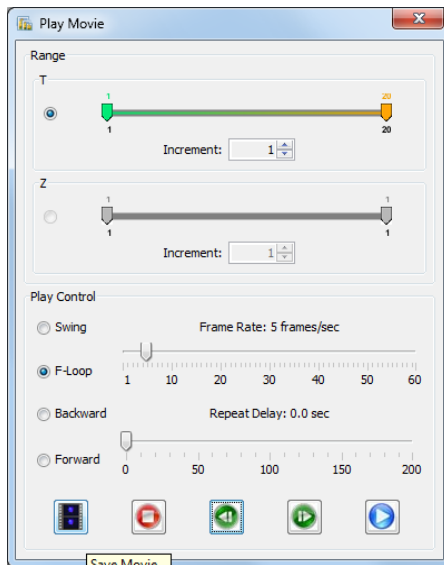 Play Movie
Range
T
1 20
1 20
Increment: 1
Z
1 1
1 1
Increment: 1
Play Control
Swing Frame Rate: 5 frames/sec
F-Loop
1 10 20 30 40 50 60
Backward Repeat Delay: 0.0 sec
Forward
0 50 100 150 200
Save Movie